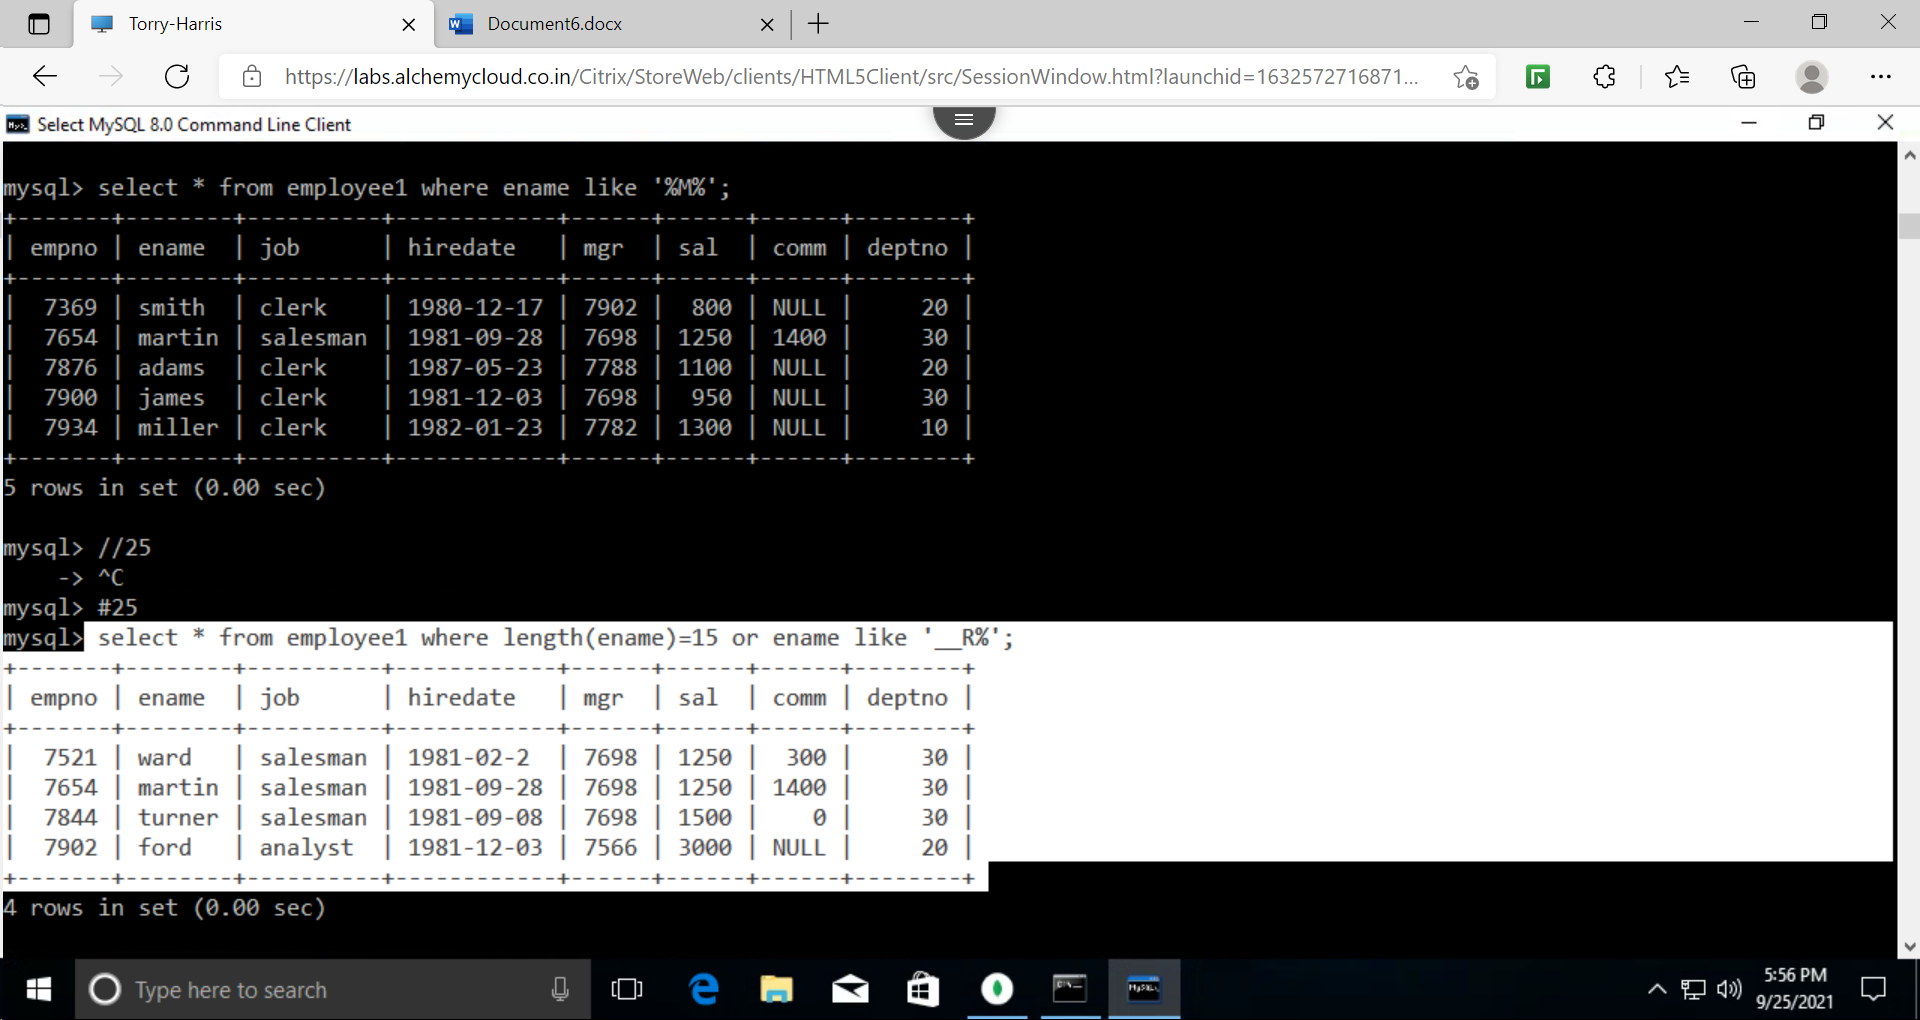 Torry-Harris
Document6.docx
https://labs.alchemycloud.co.in/Citrix/StoreWeb/clients/HTML5Client/src/SessionWindow.html?launchid=1632572716871...
Select MySQL 8.0 Command Line Client
mysql> select * from employee1 where ename like '%M%';
+-------+--------+----------+------------+------+------+------+--------+
| empno | ename  | job      | hiredate   | mgr  | sal  | comm | deptno |
+-------+--------+----------+------------+------+------+------+--------+
|  7369 | smith  | clerk    | 1980-12-17 | 7902 |  800 | NULL |     20 |
|  7654 | martin | salesman | 1981-09-28 | 7698 | 1250 | 1400 |     30 |
|  7876 | adams  | clerk    | 1987-05-23 | 7788 | 1100 | NULL |     20 |
|  7900 | james  | clerk    | 1981-12-03 | 7698 |  950 | NULL |     30 |
|  7934 | miller | clerk    | 1982-01-23 | 7782 | 1300 | NULL |     10 |
+-------+--------+----------+------------+------+------+------+--------+
5 rows in set (0.00 sec)
mysql> //25
    -> ^C
mysql> #25
mysql> select * from employee1 where length(ename)=15 or ename like '__R%';
+-------+--------+----------+------------+------+------+------+--------+
| empno | ename  | job      | hiredate   | mgr  | sal  | comm | deptno |
+-------+--------+----------+------------+------+------+------+--------+
|  7521 | ward   | salesman | 1981-02-2  | 7698 | 1250 |  300 |     30 |
|  7654 | martin | salesman | 1981-09-28 | 7698 | 1250 | 1400 |     30 |
|  7844 | turner | salesman | 1981-09-08 | 7698 | 1500 |    0 |     30 |
|  7902 | ford   | analyst  | 1981-12-03 | 7566 | 3000 | NULL |     20 |
+-------+--------+----------+------------+------+------+------+--------+
4 rows in set (0.00 sec)
Type here to search
5:56 PM
9/25/2021